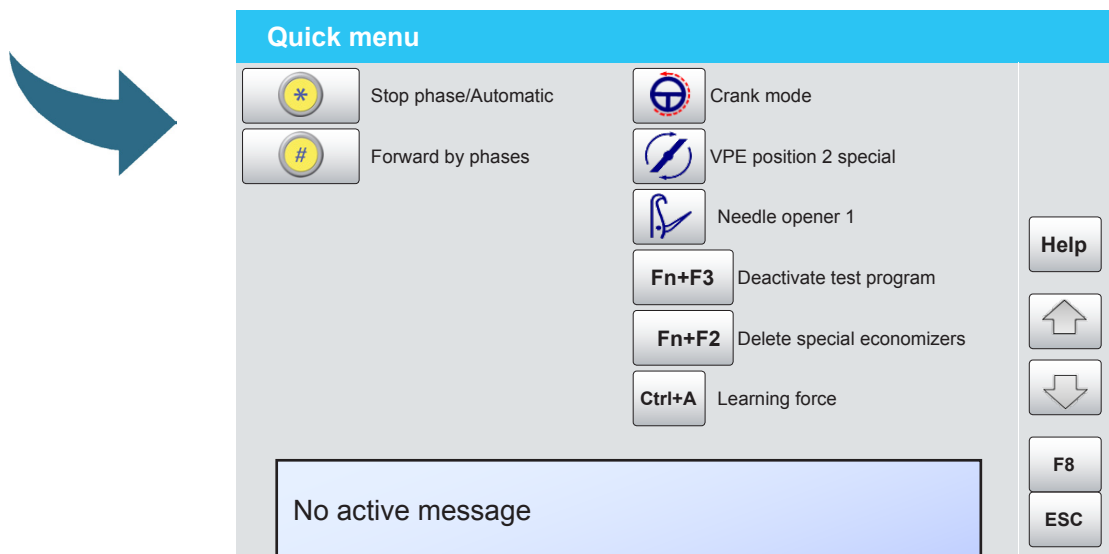 Quick menu
* Stop phase/Automatic
# Forward by phases
Crank mode
VPE position 2 special
Needle opener 1
Fn+F3 Deactivate test program
Fn+F2 Delete special economizers
Ctrl+A Learning force
Help
F8
ESC
No active message